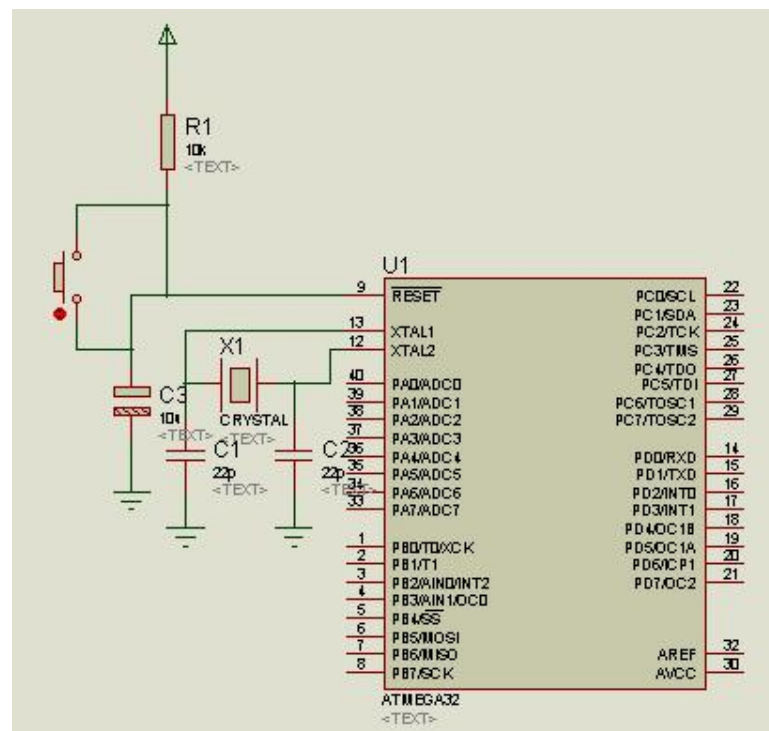 R1
10k
<TEXT>
U1
9 RESET
13 XTAL1
12 XTAL2
40 PA0/ADC0
39 PA1/ADC1
38 PA2/ADC2
37 PA3/ADC3
36 PA4/ADC4
35 PA5/ADC5
34 PA6/ADC6
33 PA7/ADC7
1 PB0/T0/XCK
2 PB1/T1
3 PB2/AIN0/INT2
4 PB3/AIN1/OC0
5 PB4/SS
6 PB5/MOSI
7 PB6/MISO
8 PB7/SCK
PC0/SCL 22
PC1/SDA 23
PC2/TCK 24
PC3/TMS 25
PC4/TDO 26
PC5/TDI 27
PC6/TOSC1 28
PC7/TOSC2 29
PD0/RXD 14
PD1/TXD 15
PD2/INT0 16
PD3/INT1 17
PD4/OC1B 18
PD5/OC1A 19
PD6/ICP1 20
PD7/OC2 21
AREF 32
AVCC 30
ATMEGA32
<TEXT>
X1
CRYSTAL
<TEXT>
C3
10u
<TEXT>
C1
22p
<TEXT>
C2
22p
<TEXT>